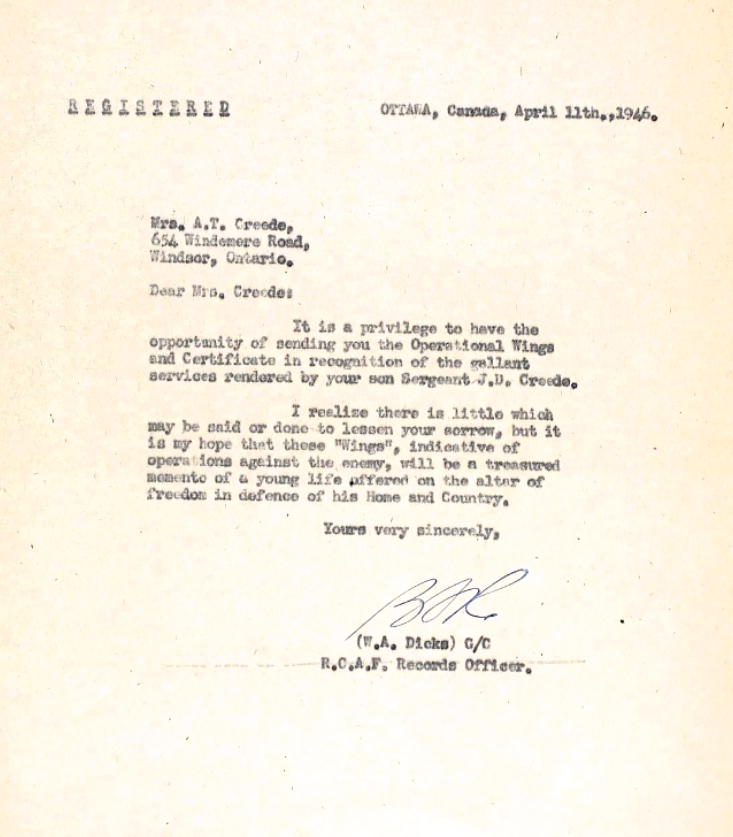 REGISTERED
OTTAWA, Canada, April 11th.,1946.
Mrs. A.T. Creede,
654 Windemere Road,
Windsor, Ontario.
Dear Mrs. Creede:
It is a privilege to have the
opportunity of sending you the Operational Wings
and Certificate in recognition of the gallant
services rendered by your son Sergeant J.D. Creede.
I realize there is little which
may be said or done to lessen your sorrow, but it
is my hope that these "Wings", indicative of
operations against the enemy, will be a treasured
memento of a young life offered on the altar of
freedom in defence of his Home and Country.
Yours very sincerely,
(W.A. Dicks) G/C
R.C.A.F. Records Officer.